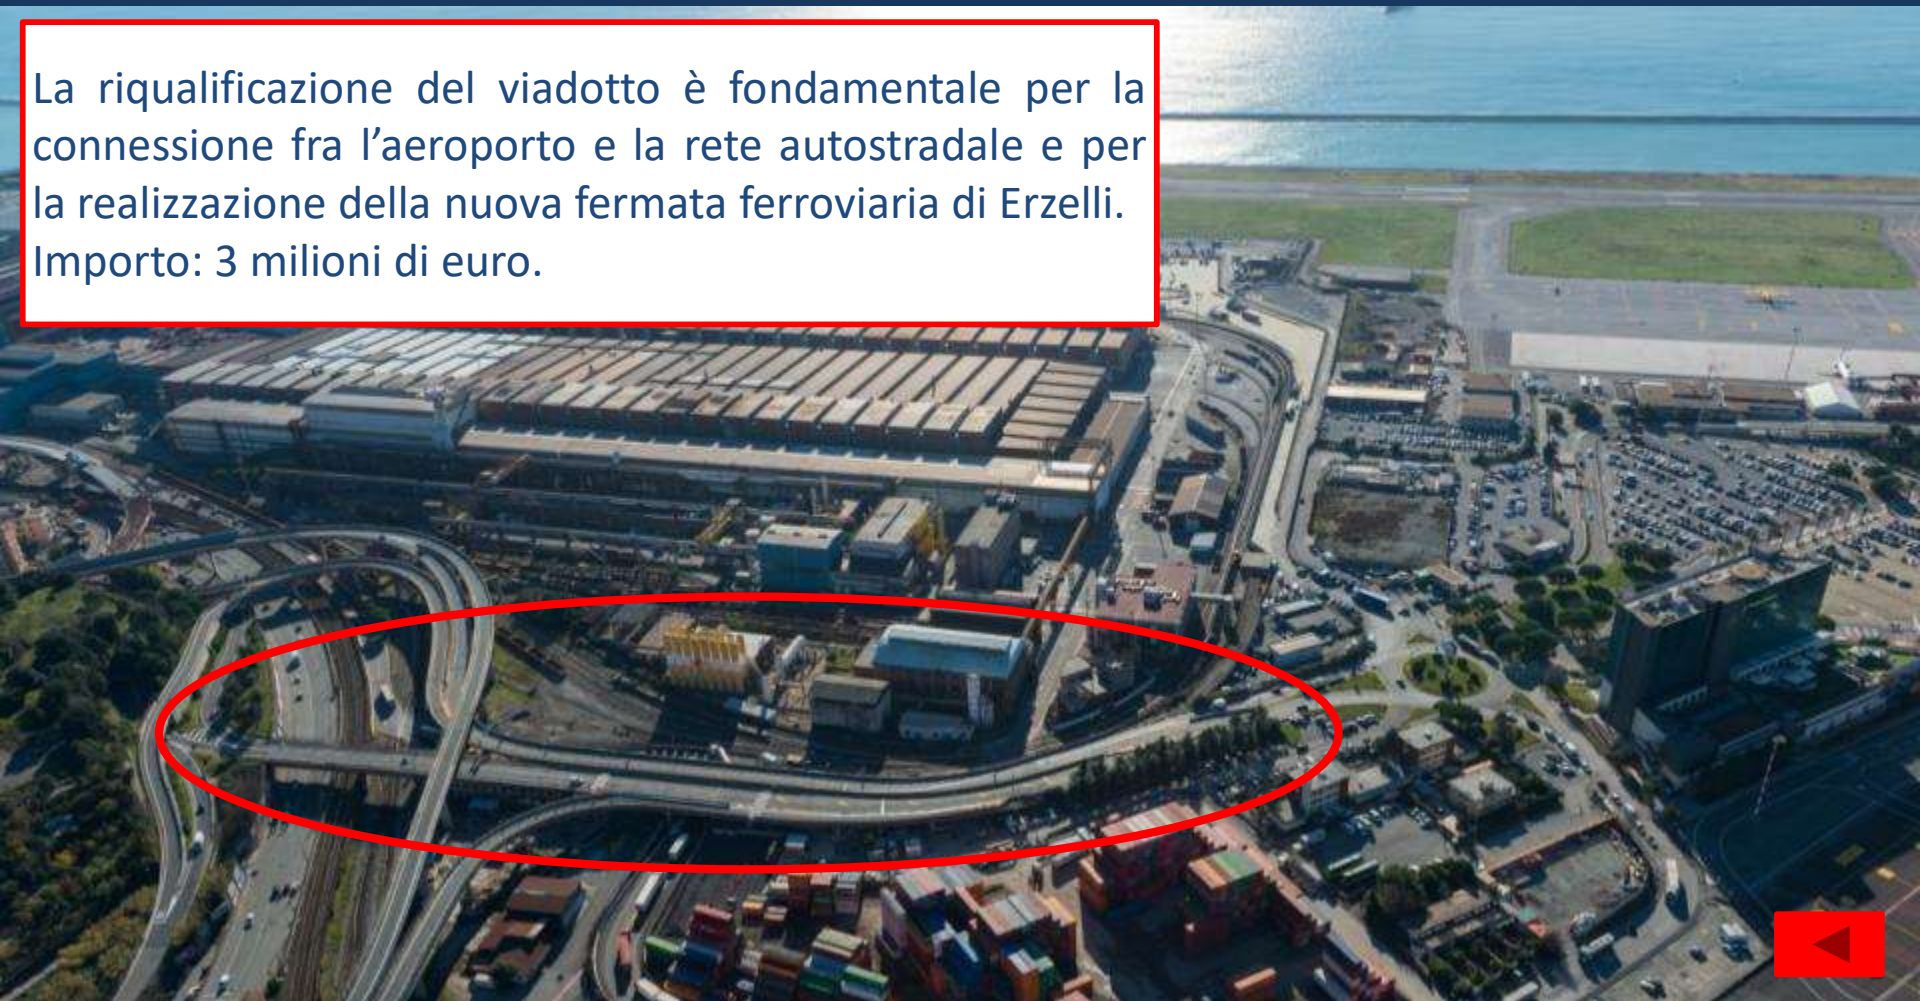 La riqualificazione del viadotto è fondamentale per la
connessione fra l’aeroporto e la rete autostradale e per
la realizzazione della nuova fermata ferroviaria di Erzelli.
Importo: 3 milioni di euro.